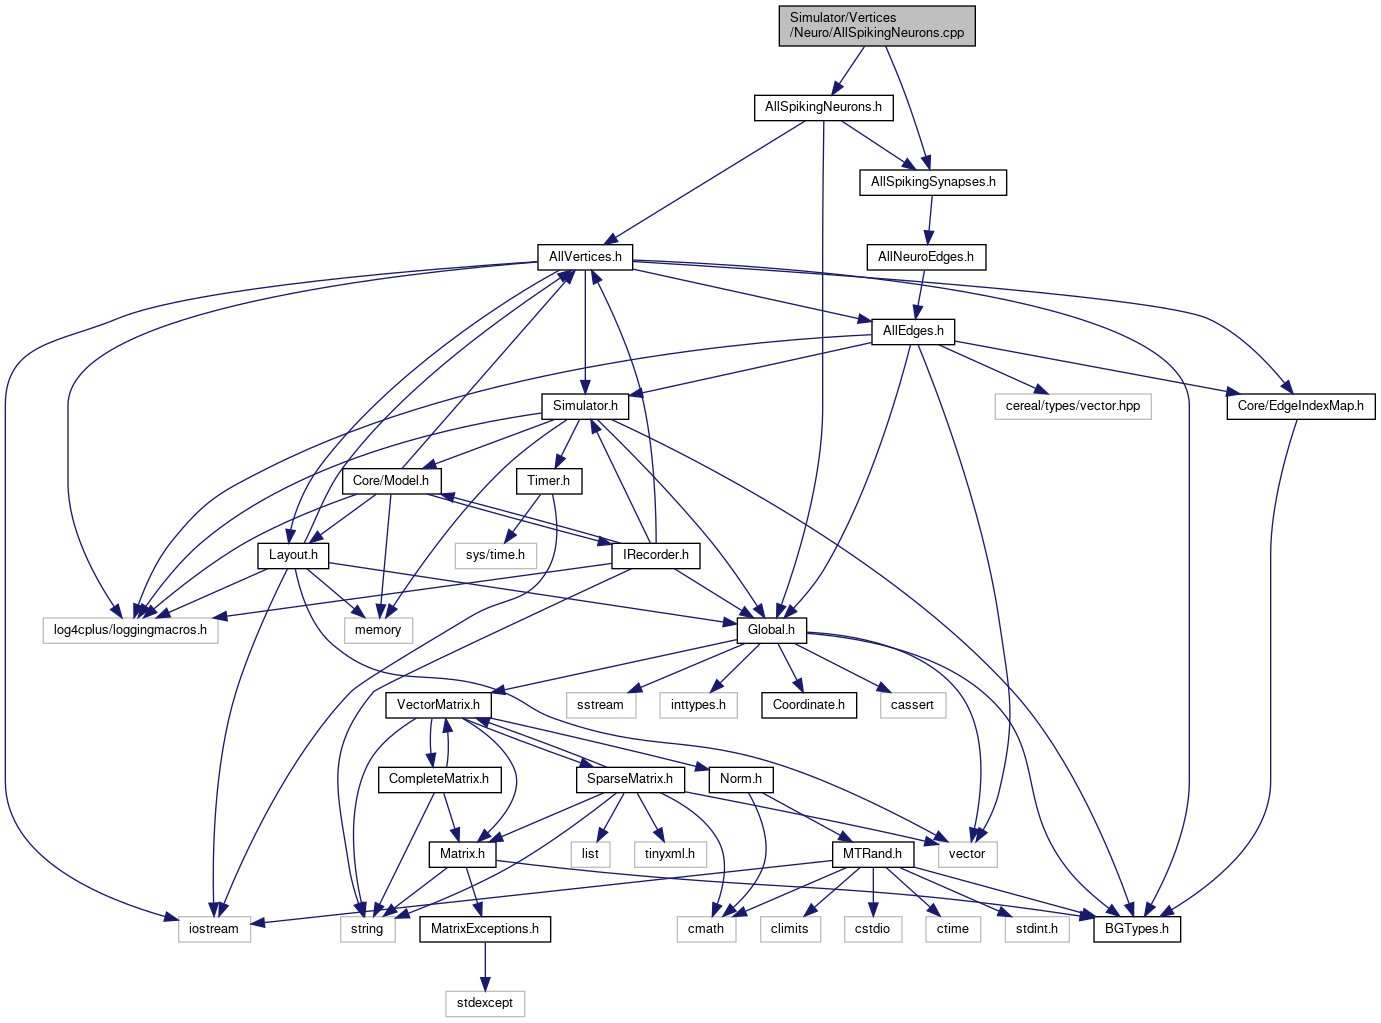 Simulator/Vertices
/Neuro/AllSpikingNeurons.cpp
AllSpikingNeurons.h
AllSpikingSynapses.h
AllVertices.h
AllNeuroEdges.h
AllEdges.h
Simulator.h
cereal/types/vector.hpp
Core/EdgeIndexMap.h
Core/Model.h
Timer.h
Layout.h
sys/time.h
IRecorder.h
log4cplus/loggingmacros.h
memory
Global.h
VectorMatrix.h
sstream
inttypes.h
Coordinate.h
cassert
CompleteMatrix.h
SparseMatrix.h
Norm.h
Matrix.h
list
tinyxml.h
MTRand.h
vector
iostream
string
MatrixExceptions.h
cmath
climits
cstdio
ctime
stdint.h
BGTypes.h
stdexcept